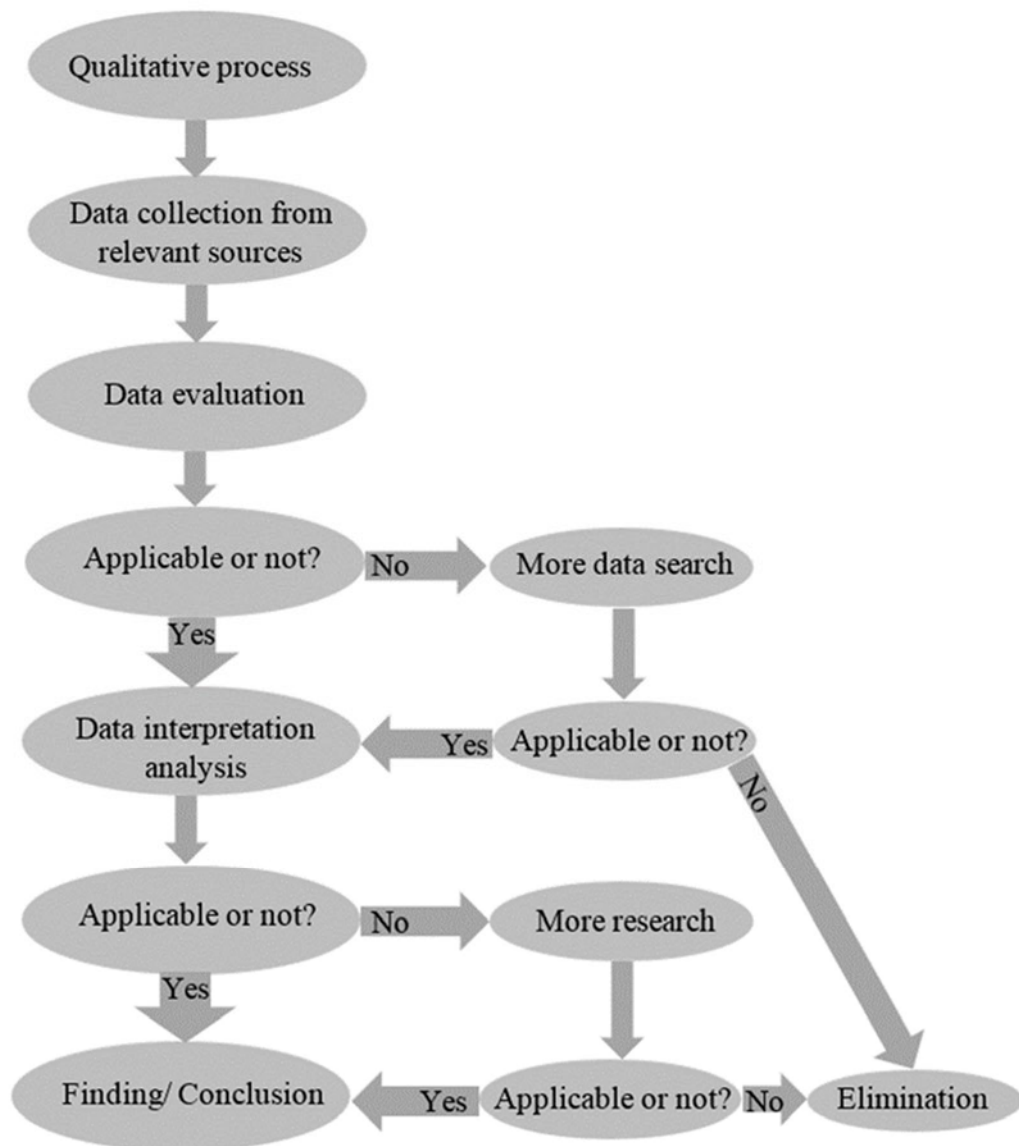 Qualitative process
Data collection from
relevant sources
Data evaluation
Applicable or not?
No
More data search
Yes
Data interpretation
analysis
Yes
Applicable or not?
No
Applicable or not?
No
More research
Yes
Finding/ Conclusion
Yes
Applicable or not?
No
Elimination